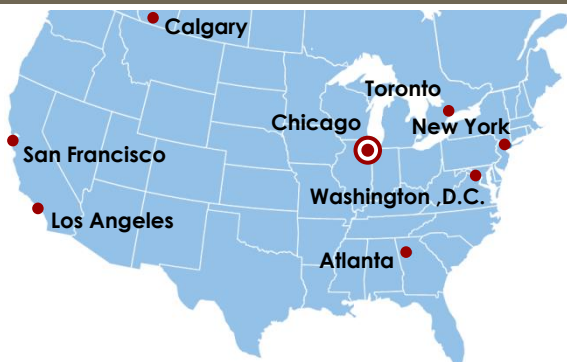 Calgary
Toronto
Chicago
New York
San Francisco
Washington ,D.C.
Los Angeles
Atlanta